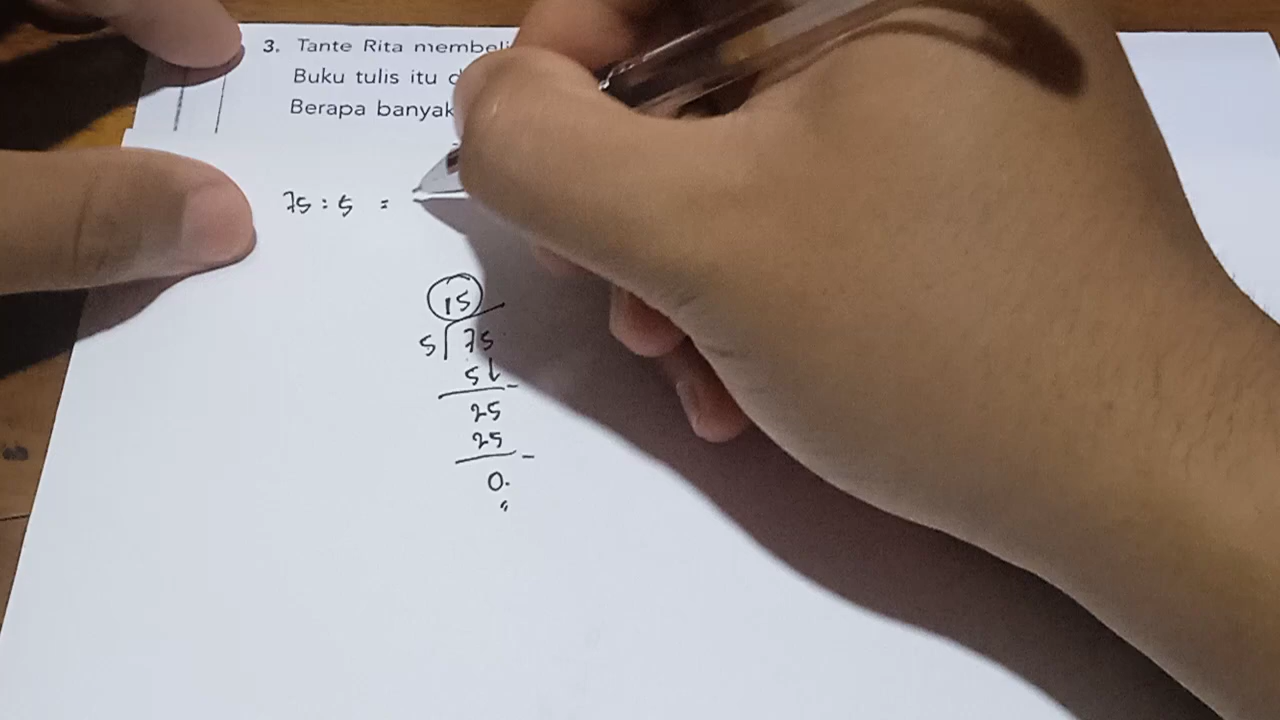 3. Tante Rita membeli
Buku tulis itu
Berapa banyak
75 : 5 =
15
5 75
5
25
25
0